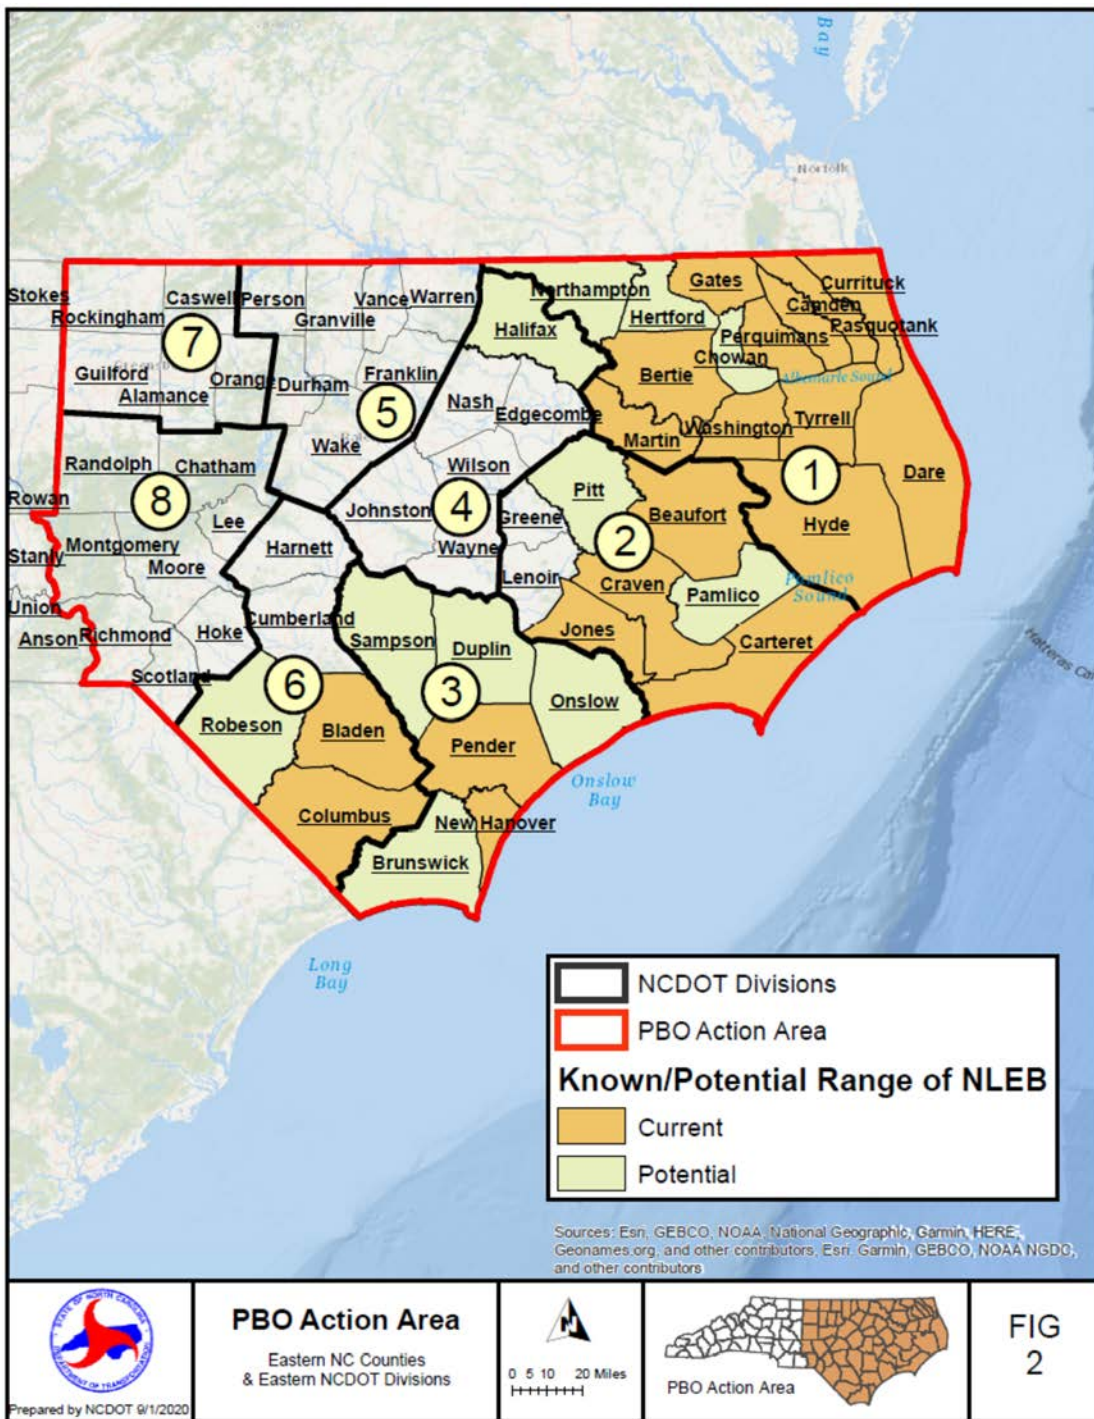 Bay
Norfolk
Stokes
Rockingham
Caswell
Person
Vance
Warren
Granville
Northampton
Gates
Currituck
Camden
Pasquotank
Hertford
Perquimans
Chowan
Halifax
7
Guilford
Orange
Alamance
Durham
Franklin
5
Nash
Edgecombe
Bertie
Albemarle Sound
Tyrrell
Washington
Martin
Wake
Wilson
Randolph
Chatham
Rowan
8
Lee
Johnston
4
Greene
Pitt
2
Beaufort
1
Dare
Hyde
Stanly
Montgomery
Moore
Harnett
Wayne
Lenoir
Craven
Pamlico
Pamlico
Sound
Union
Anson
Richmond
Hoke
Cumberland
Sampson
Duplin
Jones
Carteret
Scotland
6
3
Onslow
Robeson
Bladen
Pender
Onslow
Bay
Columbus
New Hanover
Brunswick
Long
Bay
NCDOT Divisions
PBO Action Area
Known/Potential Range of NLEB
Current
Potential
Sources: Esri, GEBCO, NOAA, National Geographic, Garmin, HERE,
Geonames.org, and other contributors, Esri, Garmin, GEBCO, NOAA NGDC,
and other contributors
STATE OF NORTH CAROLINA
DEPARTMENT OF TRANSPORTATION
Prepared by NCDOT 9/1/2020
PBO Action Area
Eastern NC Counties
& Eastern NCDOT Divisions
N
0 5 10 20 Miles
PBO Action Area
FIG
2